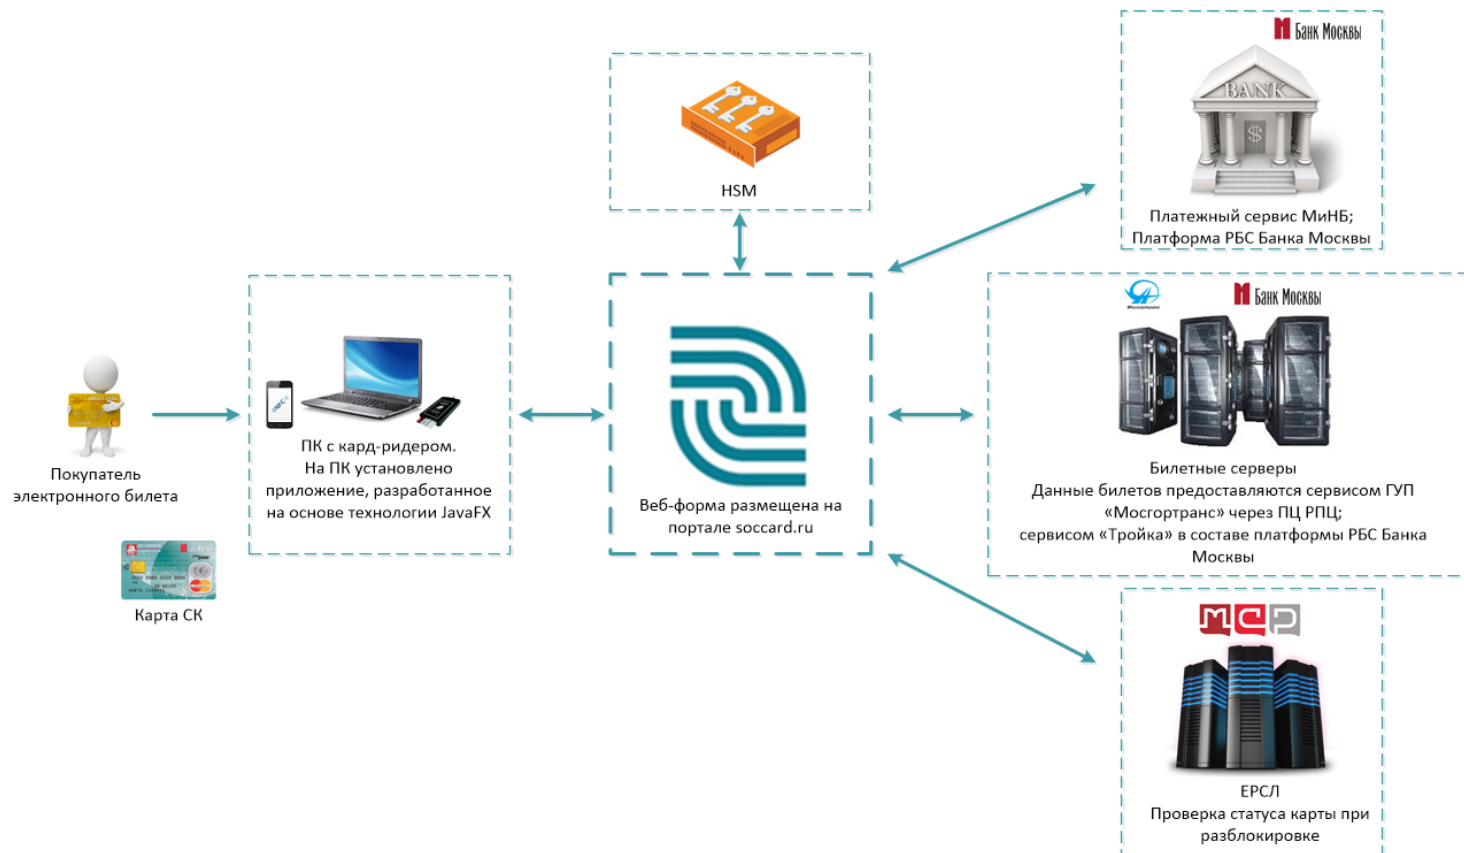 Банк Москвы
BANK
Платежный сервис МиНБ;
Платформа РБС Банка Москвы
HSM
Мосгортранс
Банк Москвы
Билетные серверы
Данные билетов предоставляются сервисом ГУП
«Мосгортранс» через ПЦ РПЦ;
сервисом «Тройка» в составе платформы РБС Банка
Москвы
ПК с кард-ридером.
На ПК установлено
приложение, разработанное
на основе технологии JavaFX
Веб-форма размещена на
портале soccard.ru
Покупатель
электронного билета
MasterCard
Карта СК
мср
ЕРСЛ
Проверка статуса карты при
разблокировке